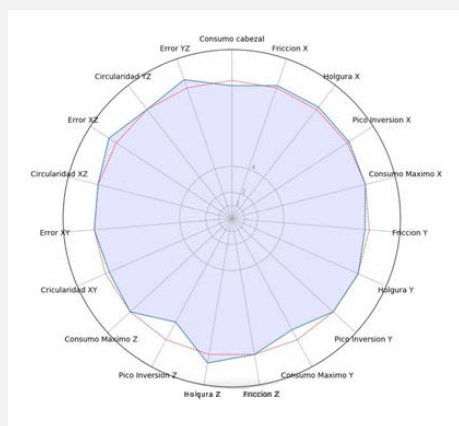 Consumo cabezal
Friccion X
Holgura X
Pico Inversion X
Consumo Maximo X
Friccion Y
Holgura Y
Pico Inversion Y
Consumo Maximo Y
Friccion Z
Holgura Z
Pico Inversion Z
Consumo Maximo Z
Cricularidad XY
Error XY
Circularidad XZ
Error XZ
Circularidad YZ
Error YZ